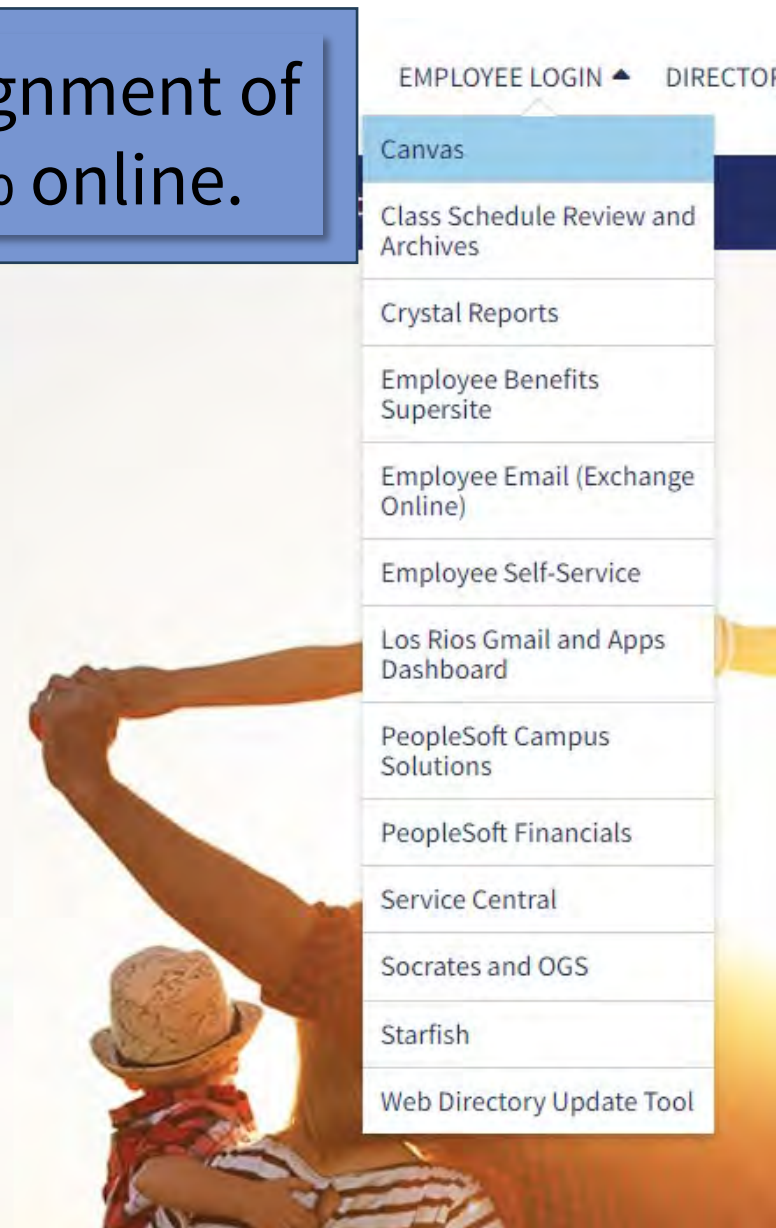 gnment of
% online.
EMPLOYEE LOGIN DIRECTOR
Canvas
Class Schedule Review and
Archives
Crystal Reports
Employee Benefits
Supersite
Employee Email (Exchange
Online)
Employee Self-Service
Los Rios Gmail and Apps
Dashboard
PeopleSoft Campus
Solutions
PeopleSoft Financials
Service Central
Socrates and OGS
Starfish
Web Directory Update Tool